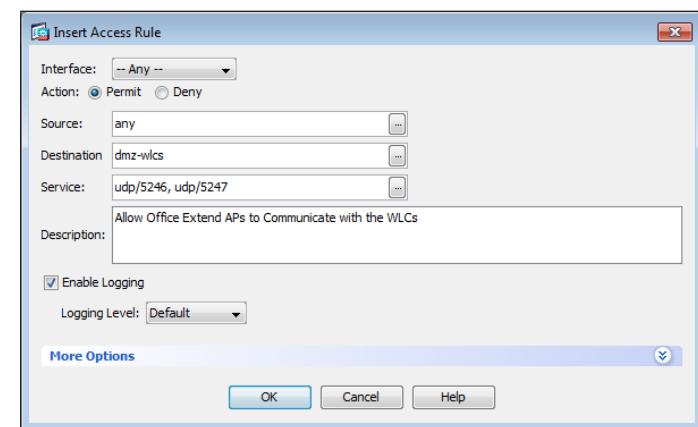 Insert Access Rule
Interface: -- Any --
Action: Permit Deny
Source: any ...
Destination dmz-wlcs ...
Service: udp/5246, udp/5247 ...
Description: Allow Office Extend APs to Communicate with the WLCs
Enable Logging
Logging Level: Default
More Options
OK Cancel Help